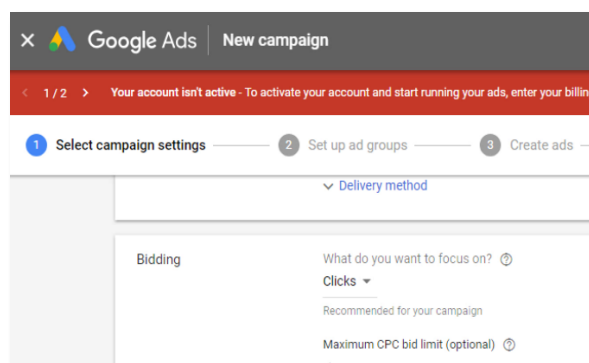 Google Ads New campaign
1 / 2 Your account isn't active - To activate your account and start running your ads, enter your billin
1 Select campaign settings 2 Set up ad groups 3 Create ads
Delivery method
Bidding What do you want to focus on?
Clicks
Recommended for your campaign
Maximum CPC bid limit (optional)